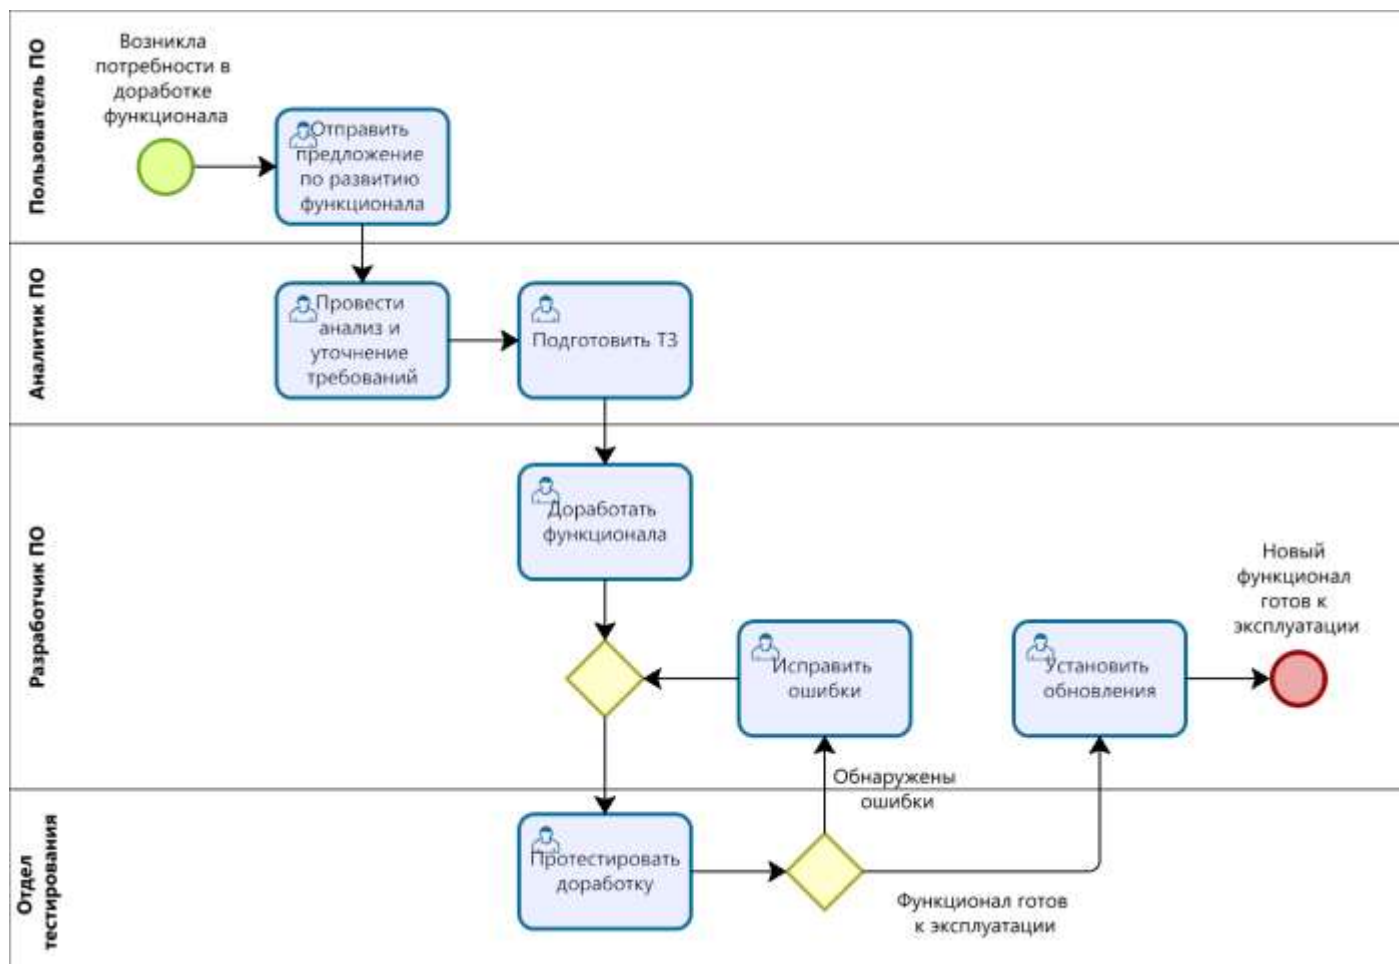 Пользователь ПО
Возникла
потребности в
доработке
функционала
Отправить
предложение
по развитию
функционала
Аналитик ПО
Провести
анализ и
уточнение
требований
Подготовить ТЗ
Разработчик ПО
Доработать
функционала
Исправить
ошибки
Установить
обновления
Новый
функционал
готов к
эксплуатации
Обнаружены
ошибки
Отдел
тестирования
Протестировать
доработку
Функционал готов
к эксплуатации